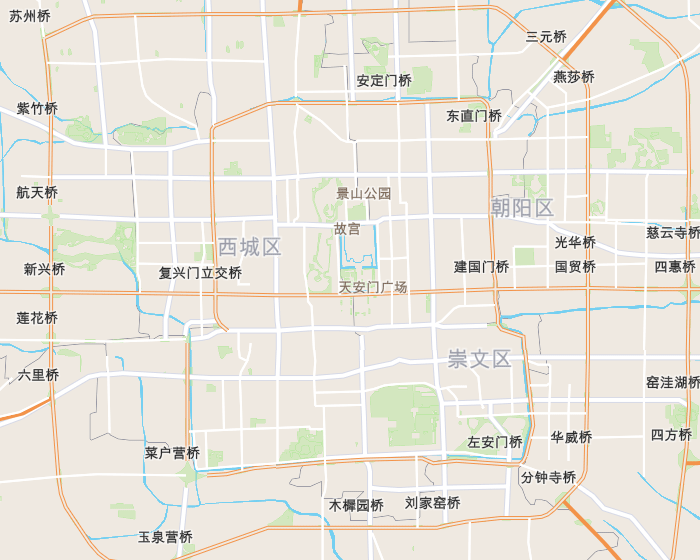 苏州桥
三元桥
安定门桥
燕莎桥
紫竹桥
东直门桥
航天桥
景山公园
朝阳区
故宫
慈云寺桥
西城区
光华桥
新兴桥
复兴门立交桥
建国门桥
国贸桥
四惠桥
天安门广场
莲花桥
崇文区
六里桥
窑洼湖桥
左安门桥
华威桥
四方桥
菜户营桥
分钟寺桥
木樨园桥
刘家窑桥
玉泉营桥